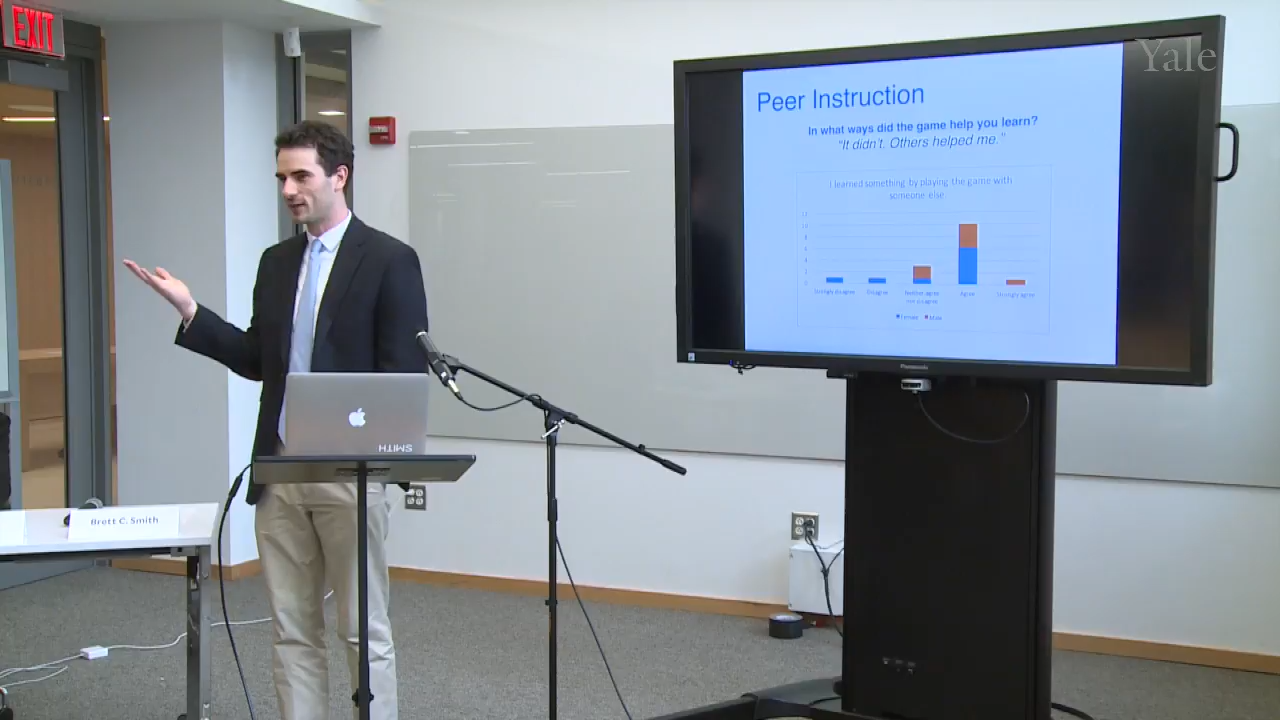 EXIT
Yale
Peer Instruction
In what ways did the game help you learn?
"It didn't. Others helped me."
I learned something by playing the game with
someone else
Strongly disagree
Disagree
Neither agree
nor disagree
Agree
Strongly agree
Female
Male
Panasonic
SMITH
Brett C. Smith